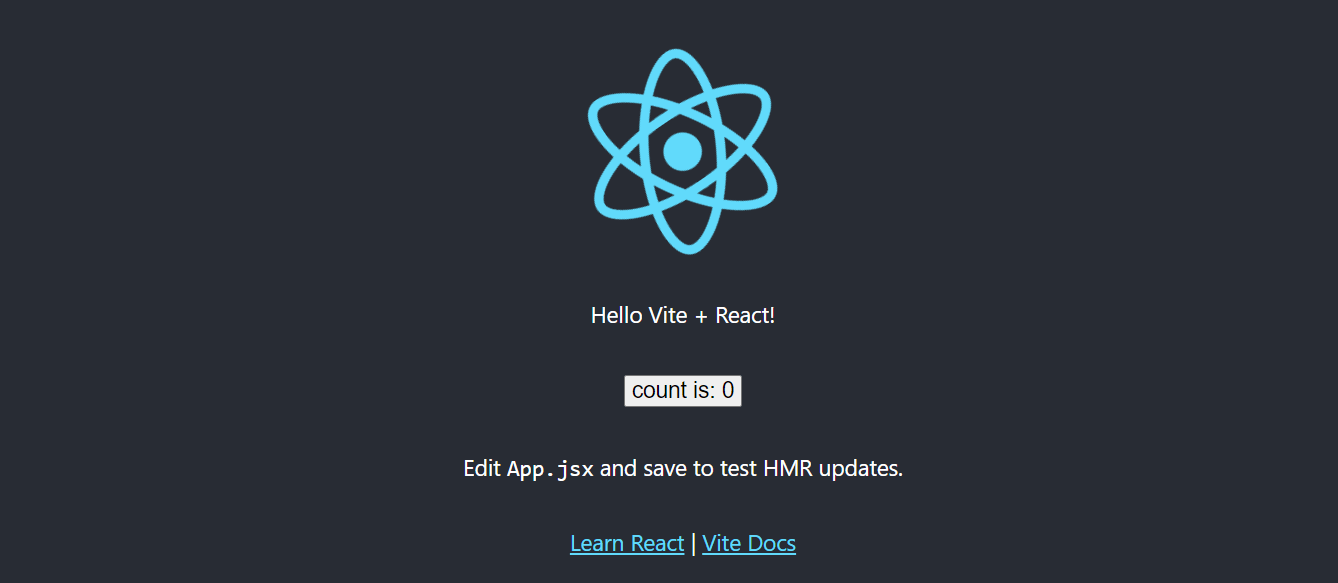 Hello Vite + React!
count is: 0
Edit App.jsx and save to test HMR updates.
Learn React | Vite Docs